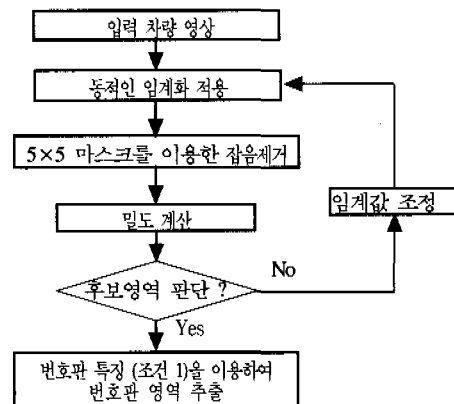 입력 차량 영상
동적인 임계화 적용
5×5 마스크를 이용한 잡음제거
밀도 계산
임계값 조정
후보영역 판단 ?
No
Yes
번호판 특징 (조건 1)을 이용하여
번호판 영역 추출